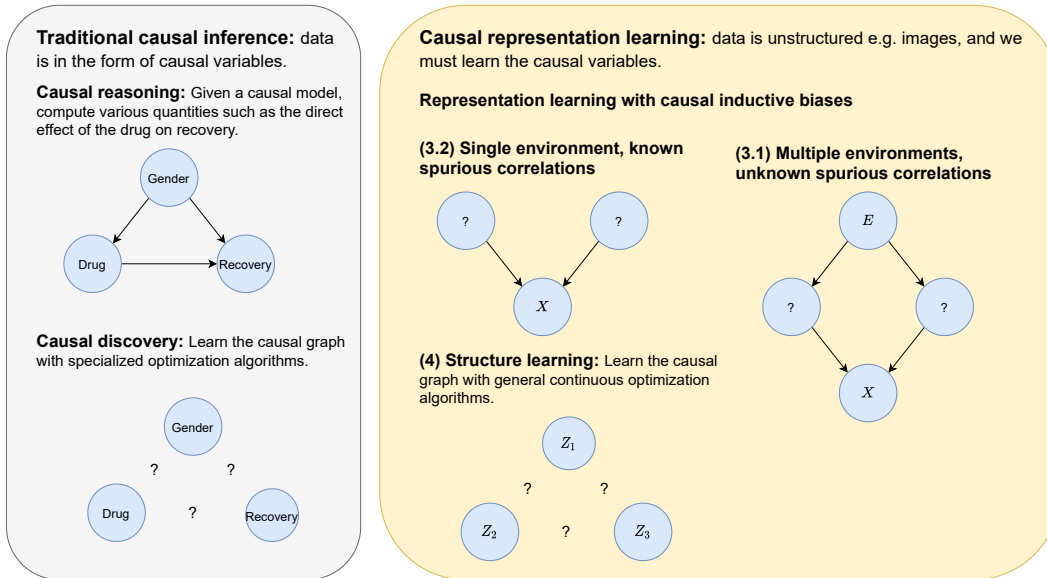 Traditional causal inference: data
is in the form of causal variables.
Causal reasoning: Given a causal model,
compute various quantities such as the direct
effect of the drug on recovery.
Gender
Drug
Recovery
Causal discovery: Learn the causal graph
with specialized optimization algorithms.
Gender
?
?
Drug
?
Recovery
Causal representation learning: data is unstructured e.g. images, and we
must learn the causal variables.
Representation learning with causal inductive biases
(3.2) Single environment, known
spurious correlations
?
?
X
(3.1) Multiple environments,
unknown spurious correlations
E
?
?
X
(4) Structure learning: Learn the causal
graph with general continuous optimization
algorithms.
Z1
?
?
Z2
?
Z3